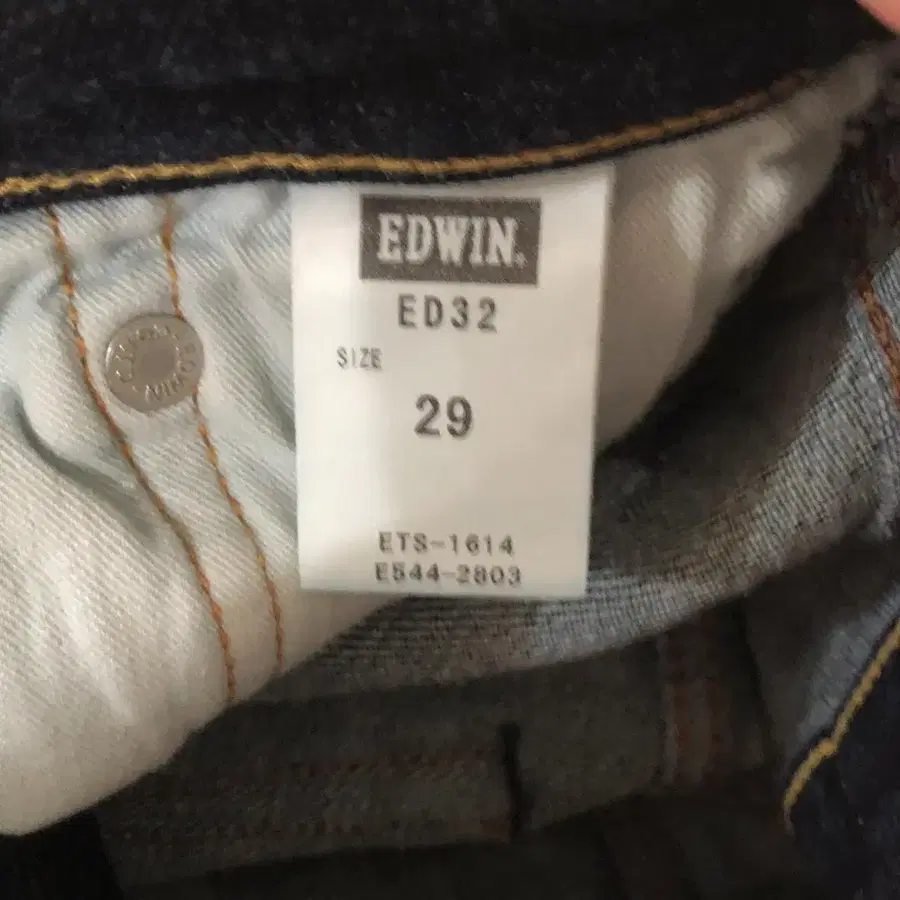 EDWIN.
ED32
SIZE
29
ETS-1614
E544-2803